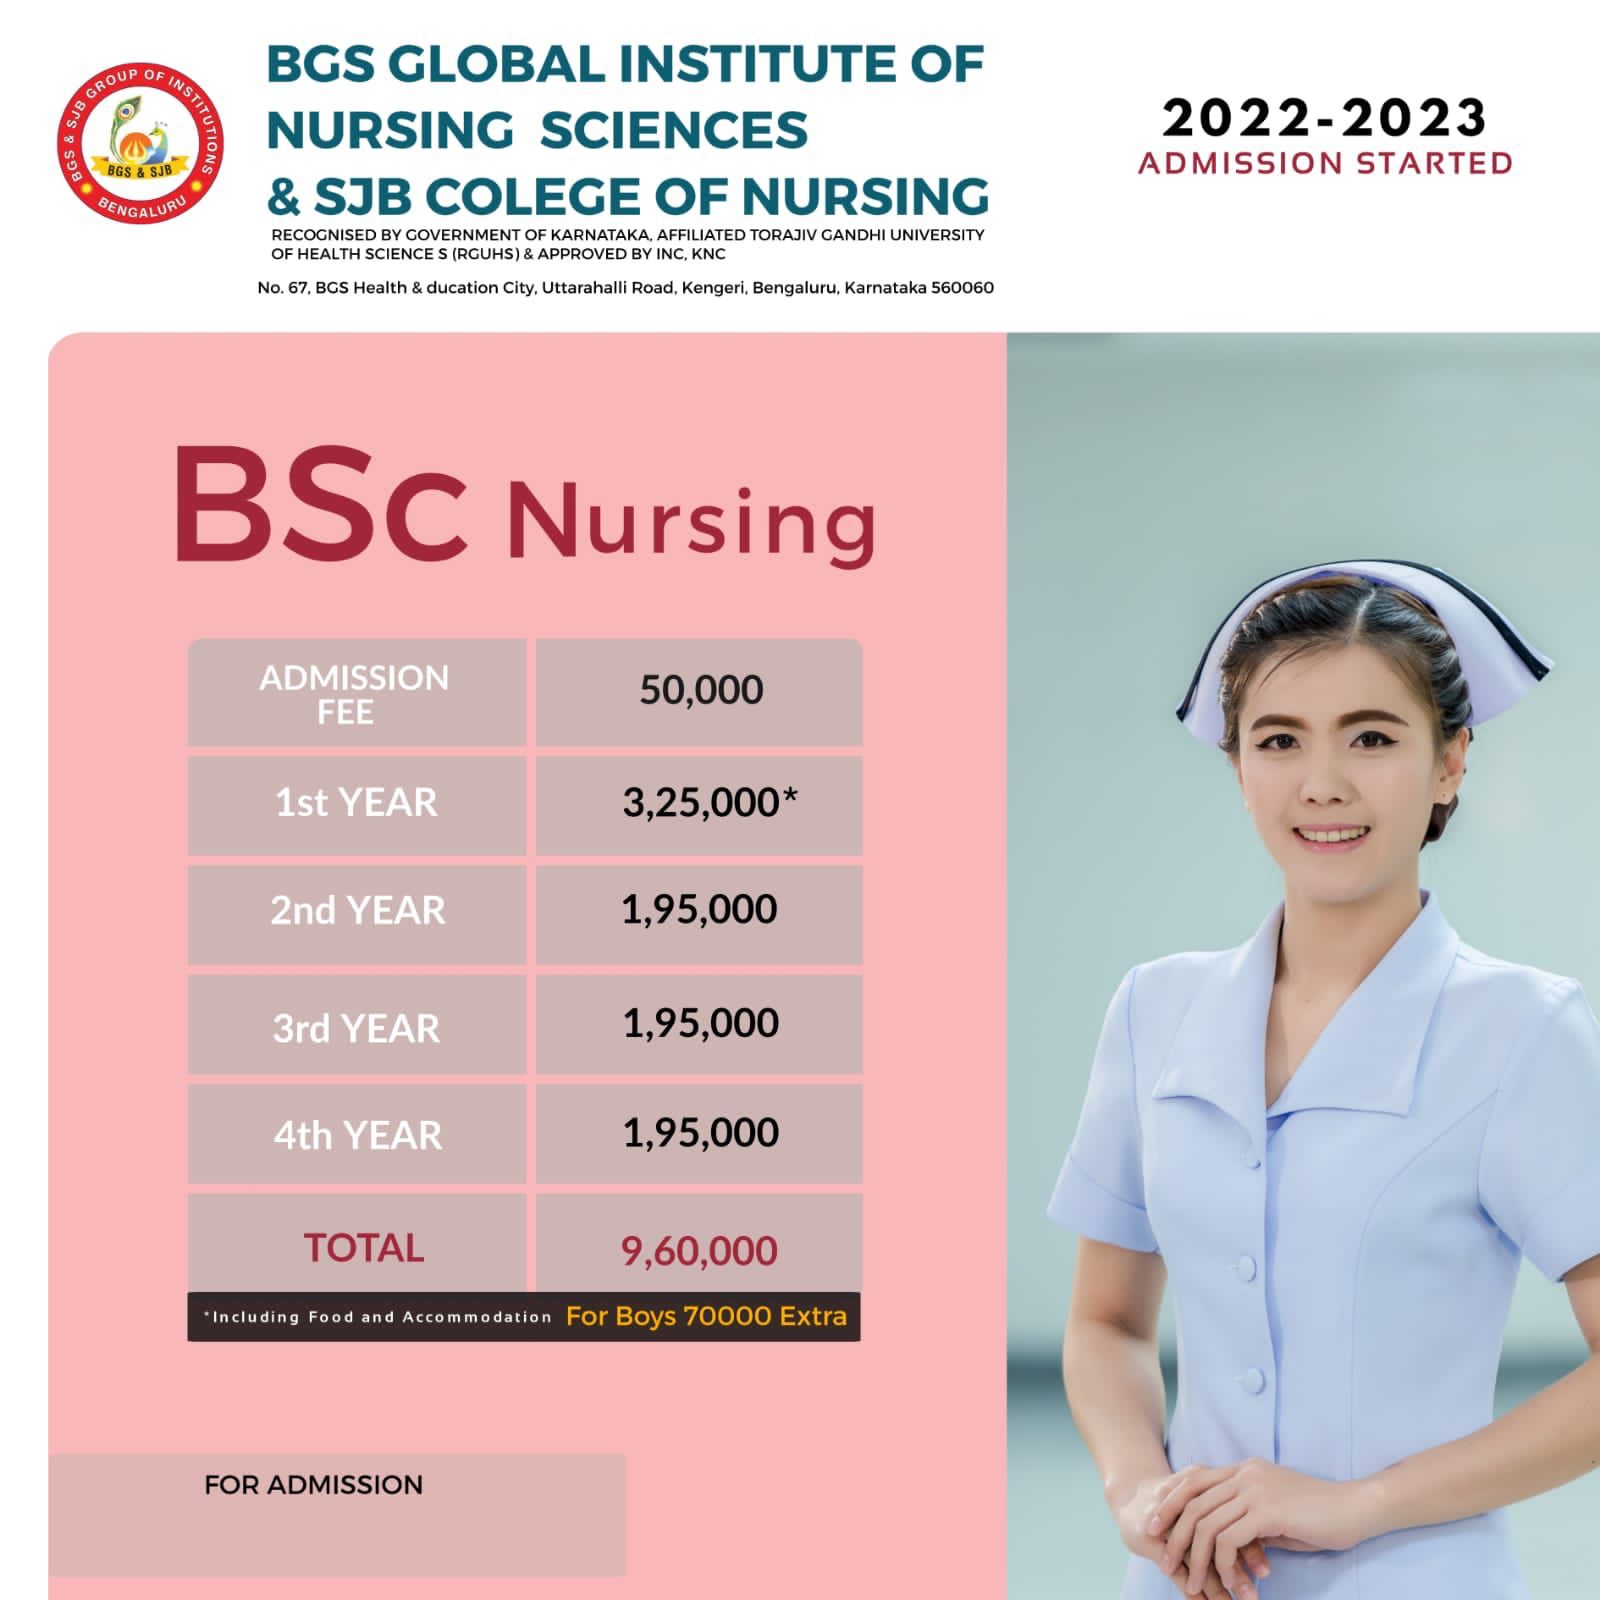 BGS & SJB GROUP OF INSTITUTIONS
BGS & SJB
BENGALURU
BGS GLOBAL INSTITUTE OF
NURSING SCIENCES
& SJB COLEGE OF NURSING
RECOGNISED BY GOVERNMENT OF KARNATAKA, AFFILIATED TORAJIV GANDHI UNIVERSITY
OF HEALTH SCIENCE S (RGUHS) & APPROVED BY INC, KNC
No. 67, BGS Health & ducation City, Uttarahalli Road, Kengeri, Bengaluru, Karnataka 560060
2022-2023
ADMISSION STARTED
BSc Nursing
ADMISSION
FEE
50,000
1st YEAR 3,25,000*
2nd YEAR 1,95,000
3rd YEAR 1,95,000
4th YEAR 1,95,000
TOTAL 9,60,000
*Including Food and Accommodation For Boys 70000 Extra
FOR ADMISSION